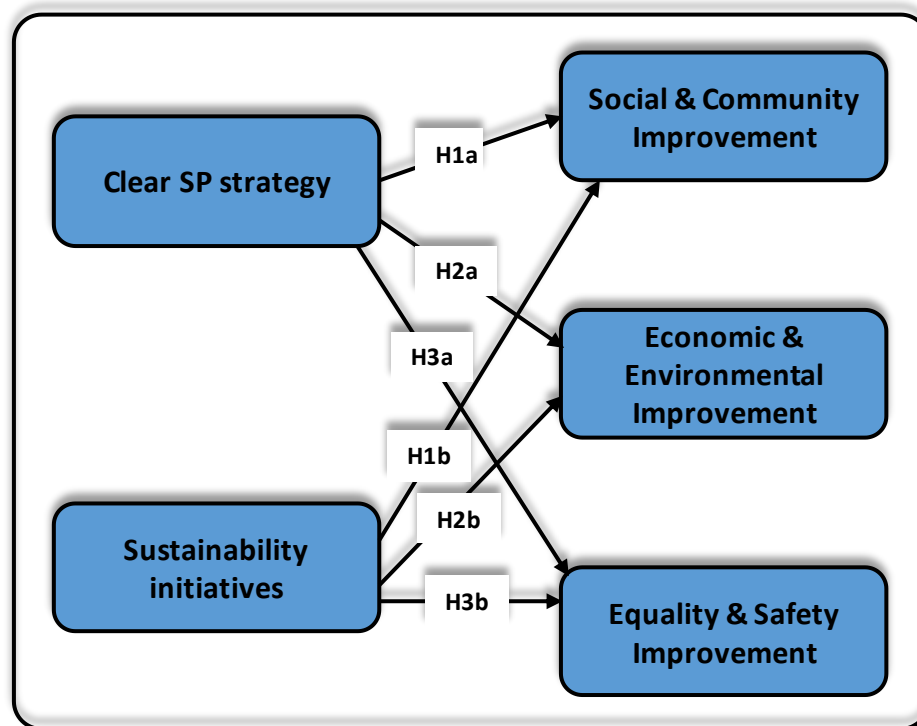 Clear SP strategy
Sustainability
initiatives
H1a
H2a
H3a
H1b
H2b
H3b
Social & Community
Improvement
Economic &
Environmental
Improvement
Equality & Safety
Improvement